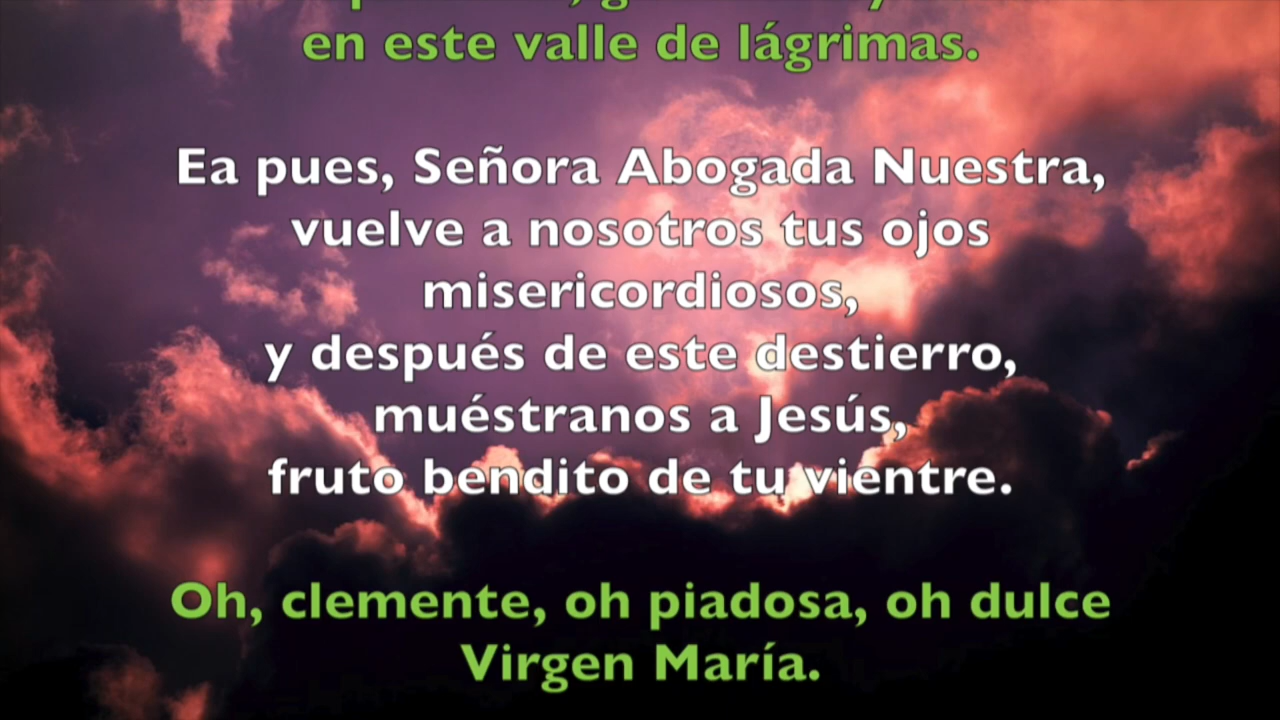 en este valle de lágrimas.
Ea pues, Señora Abogada Nuestra,
vuelve a nosotros tus ojos
misericordiosos,
y después de este destierro,
muéstranos a Jesús,
fruto bendito de tu vientre.
Oh, clemente, oh piadosa, oh dulce
Virgen María.